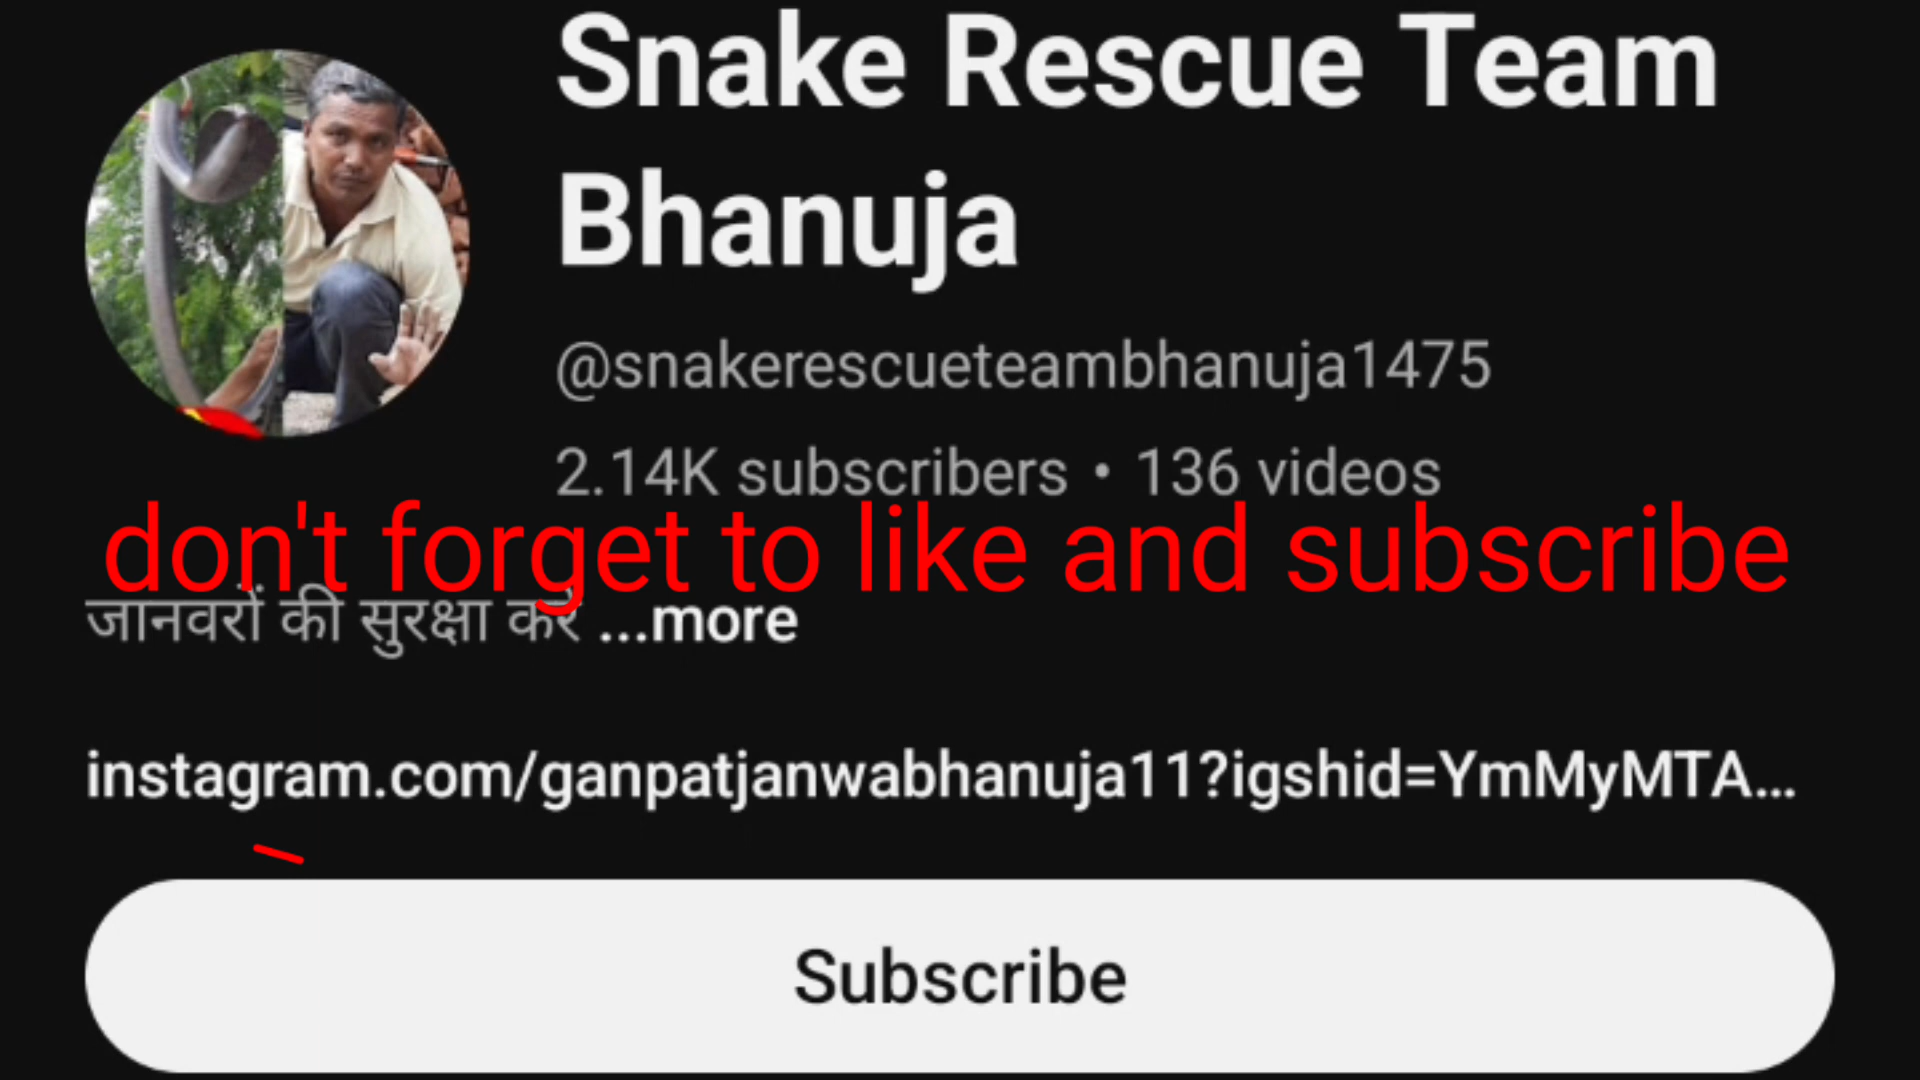 Snake Rescue Team
Bhanuja
@snakerescueteambhanuja1475
2.14K subscribers • 136 videos
don't forget to like and subscribe
जानवरों की सुरक्षा करें ...more
instagram.com/ganpatjanwabhanuja11?igshid=YmMyMTA...
Subscribe